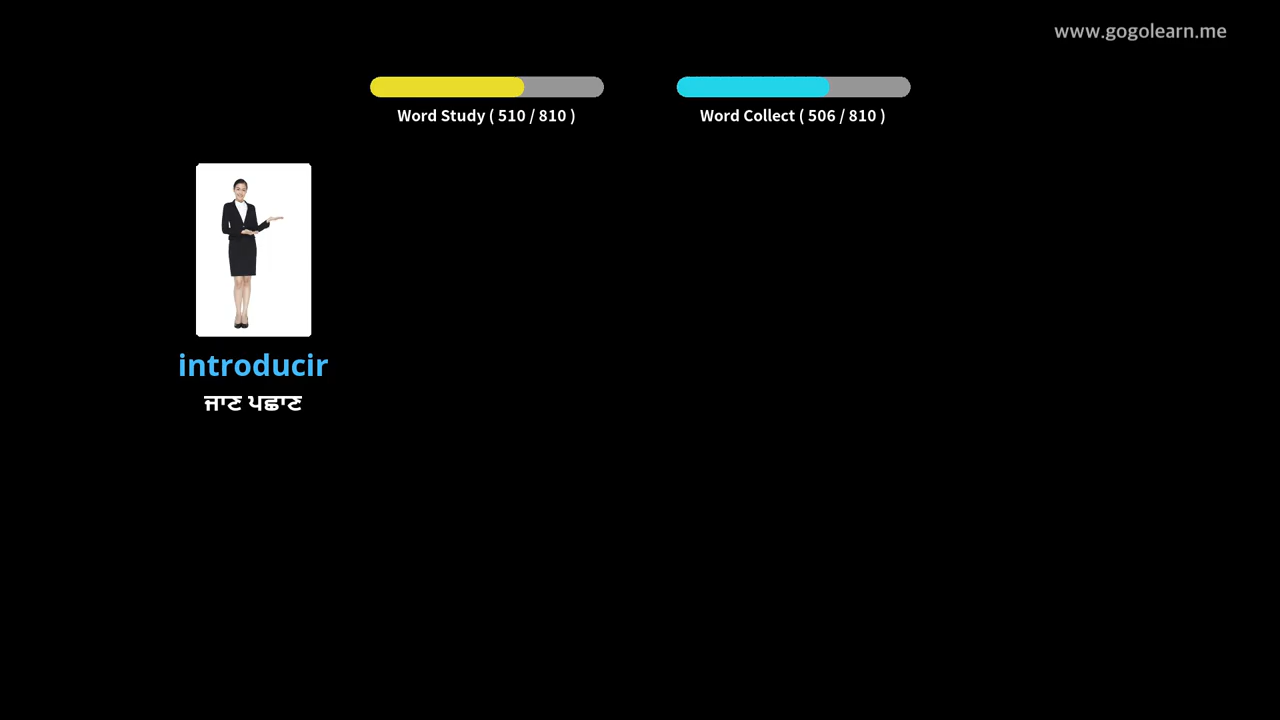 www.gogolearn.me
Word Study ( 510 / 810 )
Word Collect ( 506 / 810 )
introducir
ਜਾਣ ਪਛਾਣ